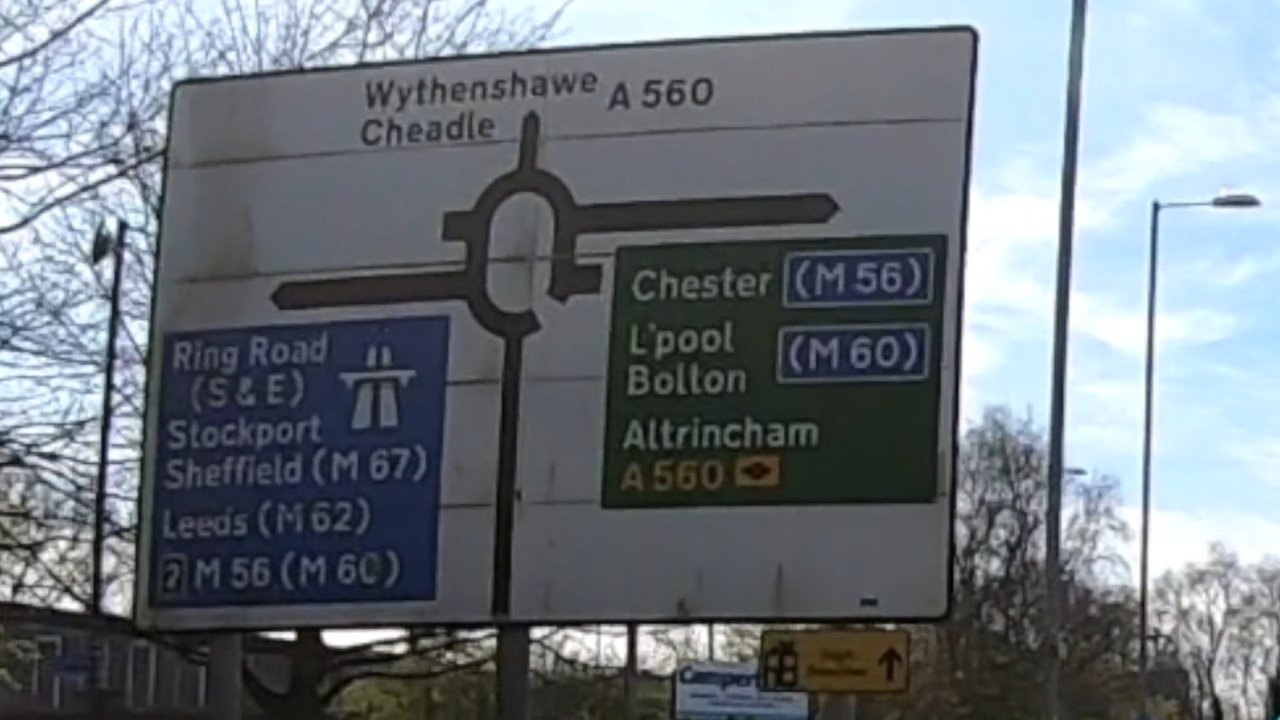 Wythenshawe
Cheadle
A 560
Ring Road
(S & E)
Stockport
Sheffield (M 67)
Leeds (M 62)
M 56 (M 60)
Chester (M 56)
L'pool (M 60)
Bolton
Altrincham
A 560